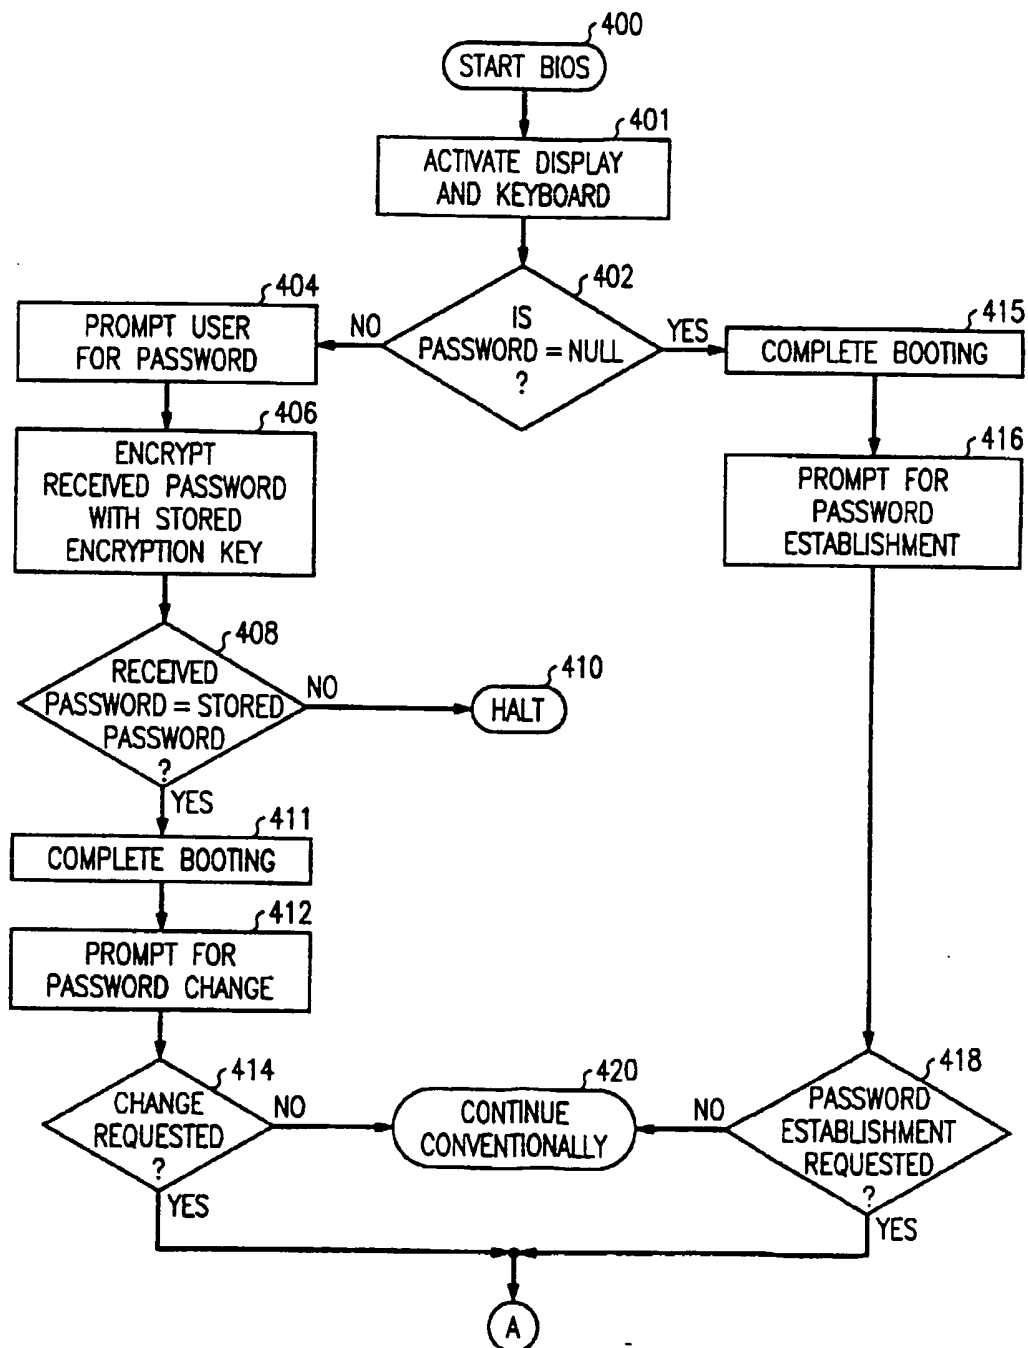 400
START BIOS
401
ACTIVATE DISPLAY
AND KEYBOARD
402
IS
PASSWORD = NULL
?
NO
YES
404
PROMPT USER
FOR PASSWORD
415
COMPLETE BOOTING
406
ENCRYPT
RECEIVED PASSWORD
WITH STORED
ENCRYPTION KEY
416
PROMPT FOR
PASSWORD
ESTABLISHMENT
408
RECEIVED
PASSWORD = STORED
PASSWORD
?
NO
410
HALT
YES
411
COMPLETE BOOTING
412
PROMPT FOR
PASSWORD CHANGE
414
CHANGE
REQUESTED
?
NO
420
CONTINUE
CONVENTIONALLY
NO
418
PASSWORD
ESTABLISHMENT
REQUESTED
?
YES
YES
A